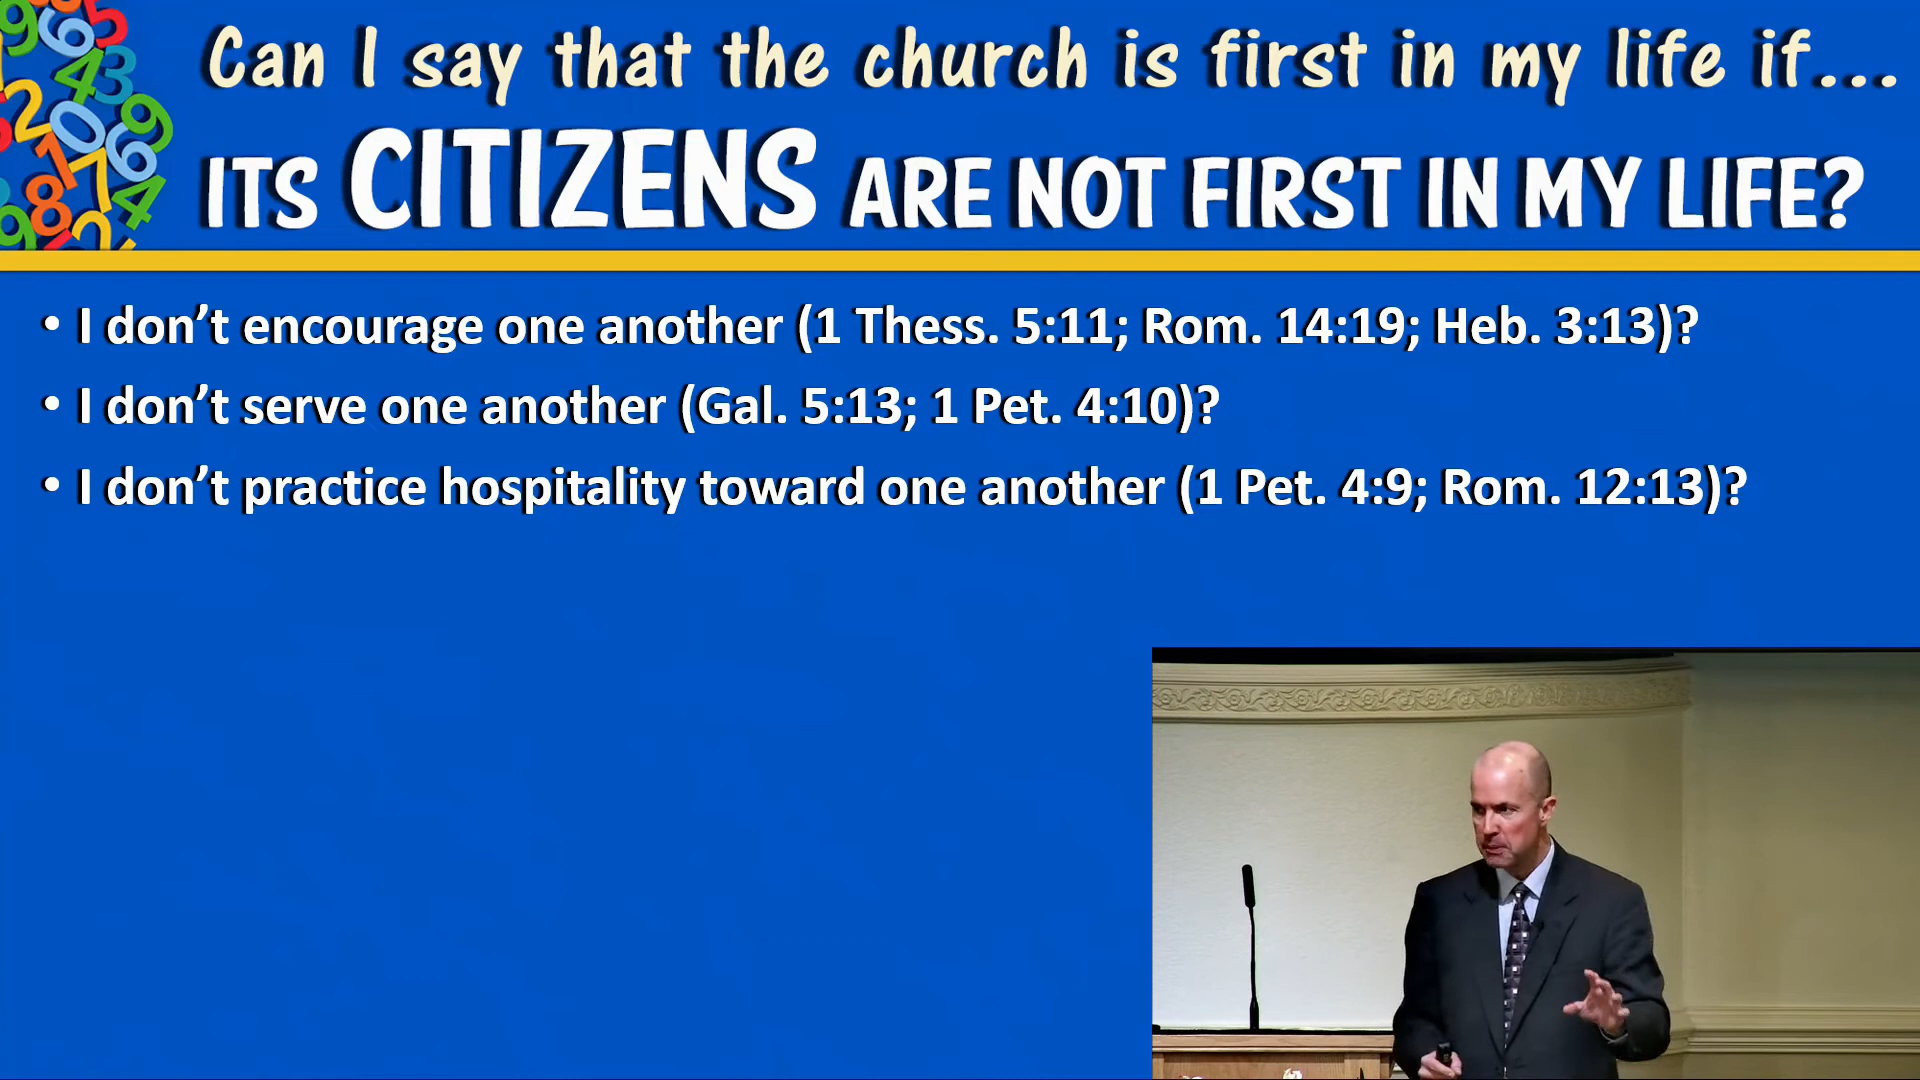 Can I say that the church is first in my life if...
ITS CITIZENS ARE NOT FIRST IN MY LIFE?
• I don’t encourage one another (1 Thess. 5:11; Rom. 14:19; Heb. 3:13)?
• I don’t serve one another (Gal. 5:13; 1 Pet. 4:10)?
• I don’t practice hospitality toward one another (1 Pet. 4:9; Rom. 12:13)?